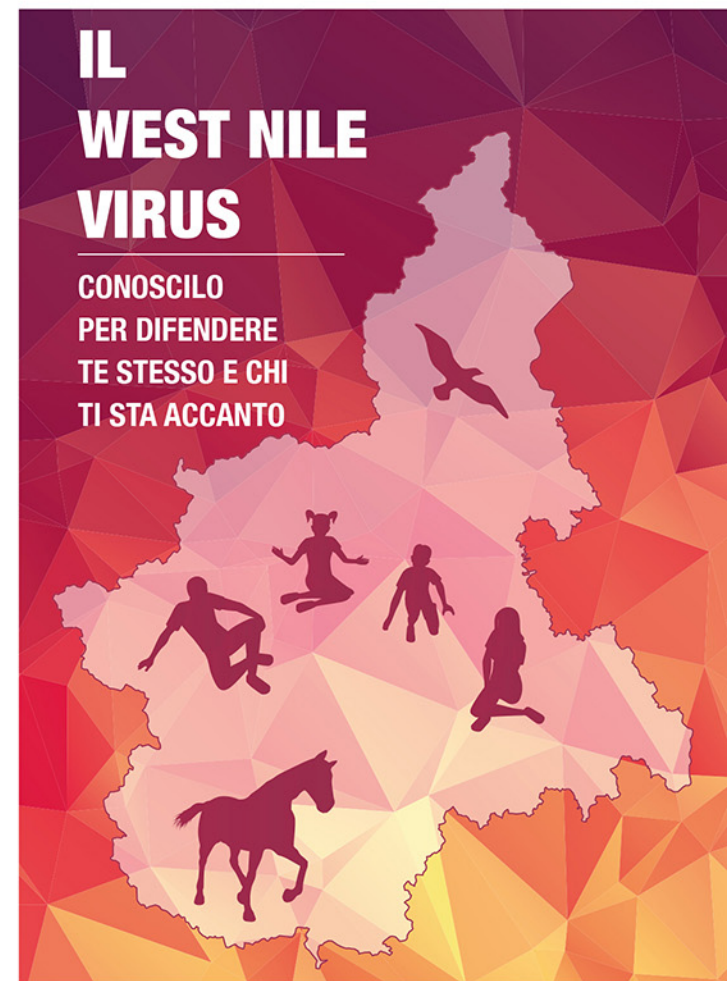 IL
WEST NILE
VIRUS
CONOSCILO
PER DIFENDERE
TE STESSO E CHI
TI STA ACCANTO